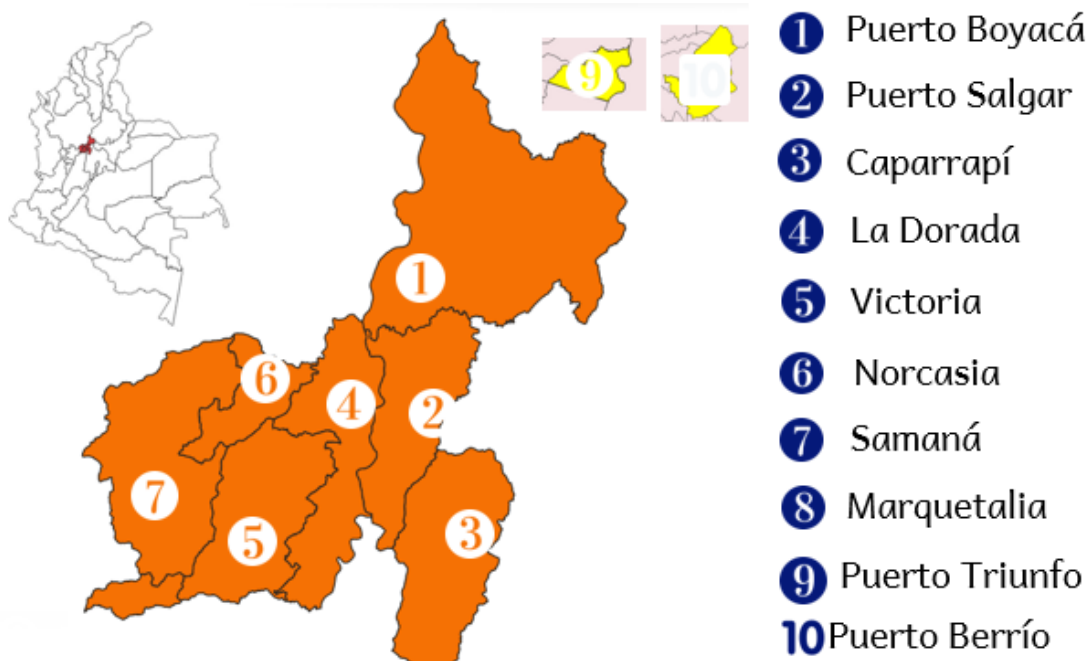 9
10
1
6
4
2
7
5
3
1 Puerto Boyacá
2 Puerto Salgar
3 Caparrapí
4 La Dorada
5 Victoria
6 Norcasia
7 Samaná
8 Marquetalia
9 Puerto Triunfo
10 Puerto Berrío